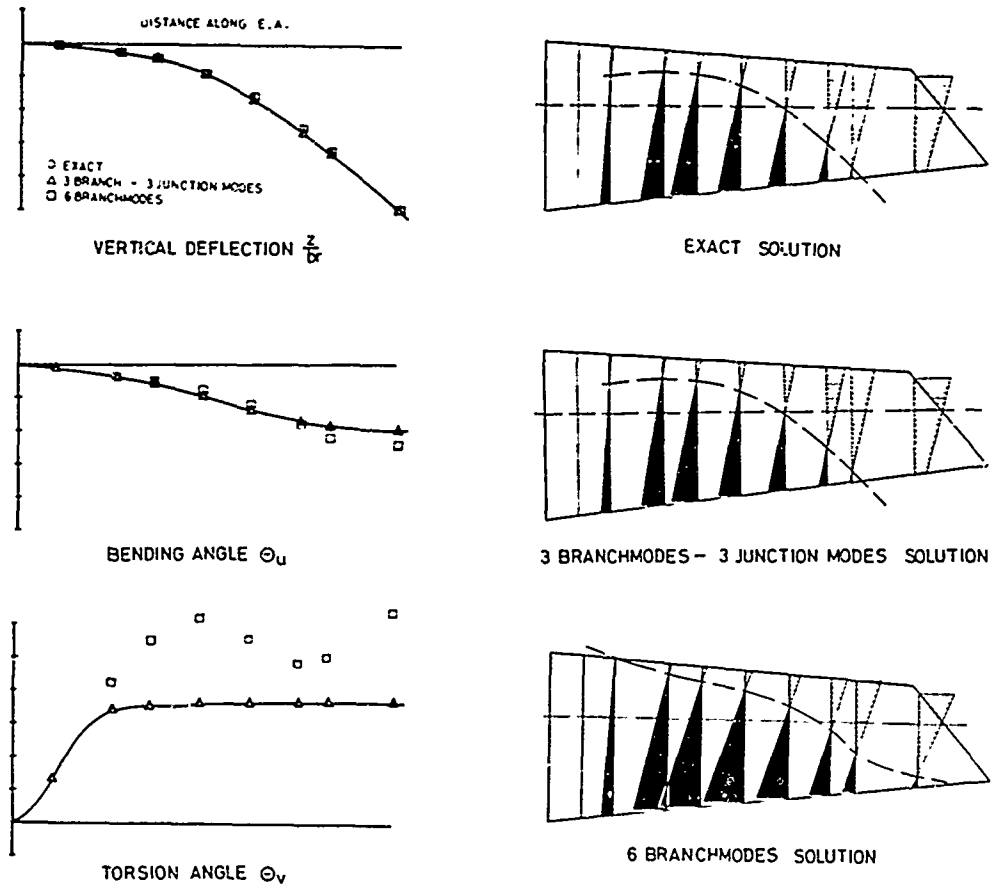 DISTANCE ALONG E.A.
EXACT
3 BRANCH - 3 JUNCTION MODES
6 BRANCHMODES
VERTICAL DEFLECTION
EXACT SOLUTION
BENDING ANGLE Θu
3 BRANCHMODES - 3 JUNCTION MODES SOLUTION
TORSION ANGLE Θv
6 BRANCHMODES SOLUTION